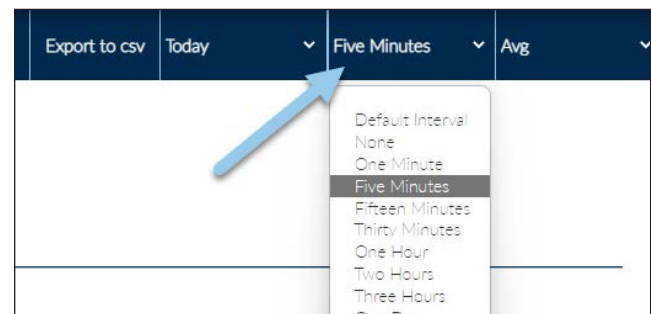 Export to csv Today Five Minutes Avg
Default Interval
None
One Minute
Five Minutes
Fifteen Minutes
Thirty Minutes
One Hour
Two Hours
Three Hours